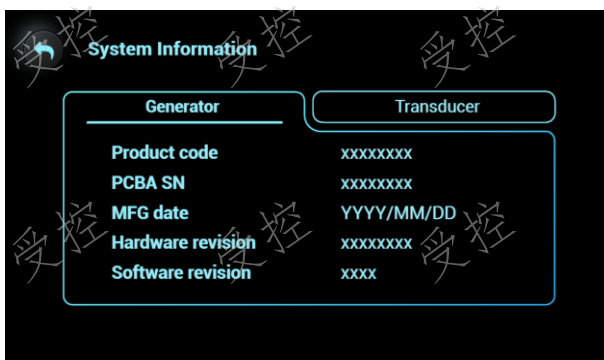 System Information
Generator
Transducer
Product code xxxxxxxx
PCBA SN xxxxxxxx
MFG date YYYY/MM/DD
Hardware revision xxxxxxxx
Software revision xxxx
受控
受控
受控
受控
受控
受控